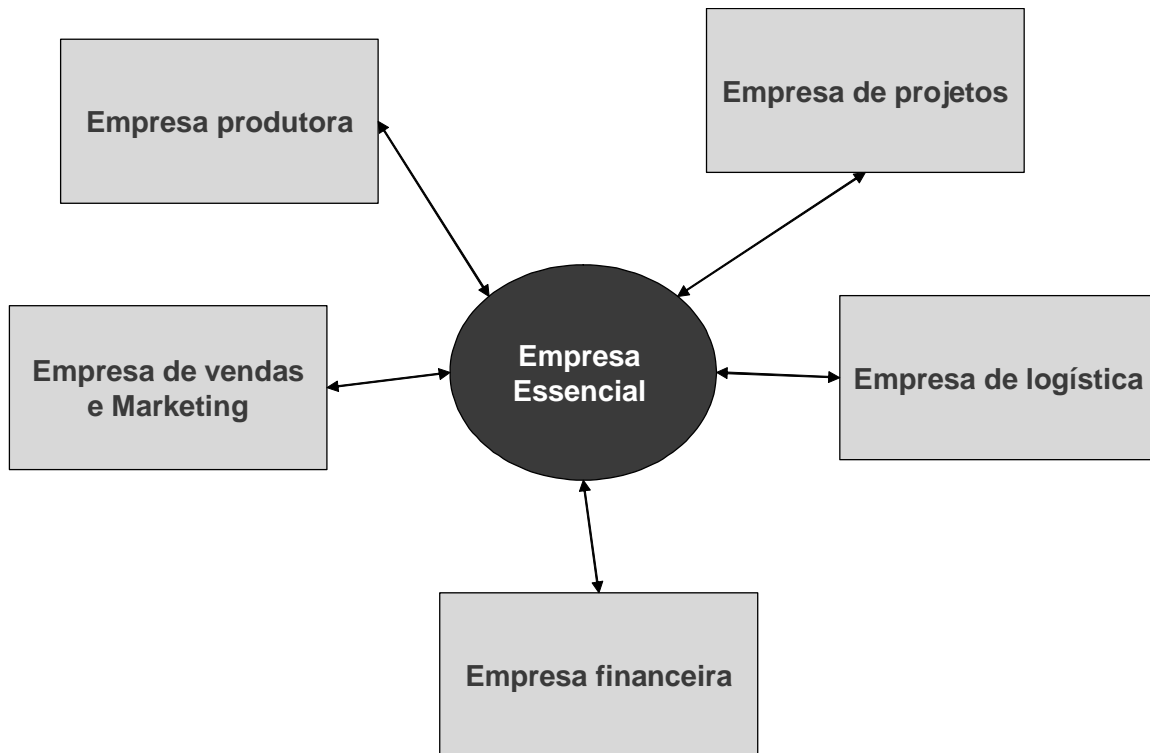 Empresa de projetos
Empresa produtora
Empresa
Essencial
Empresa de vendas
e Marketing
Empresa de logística
Empresa financeira